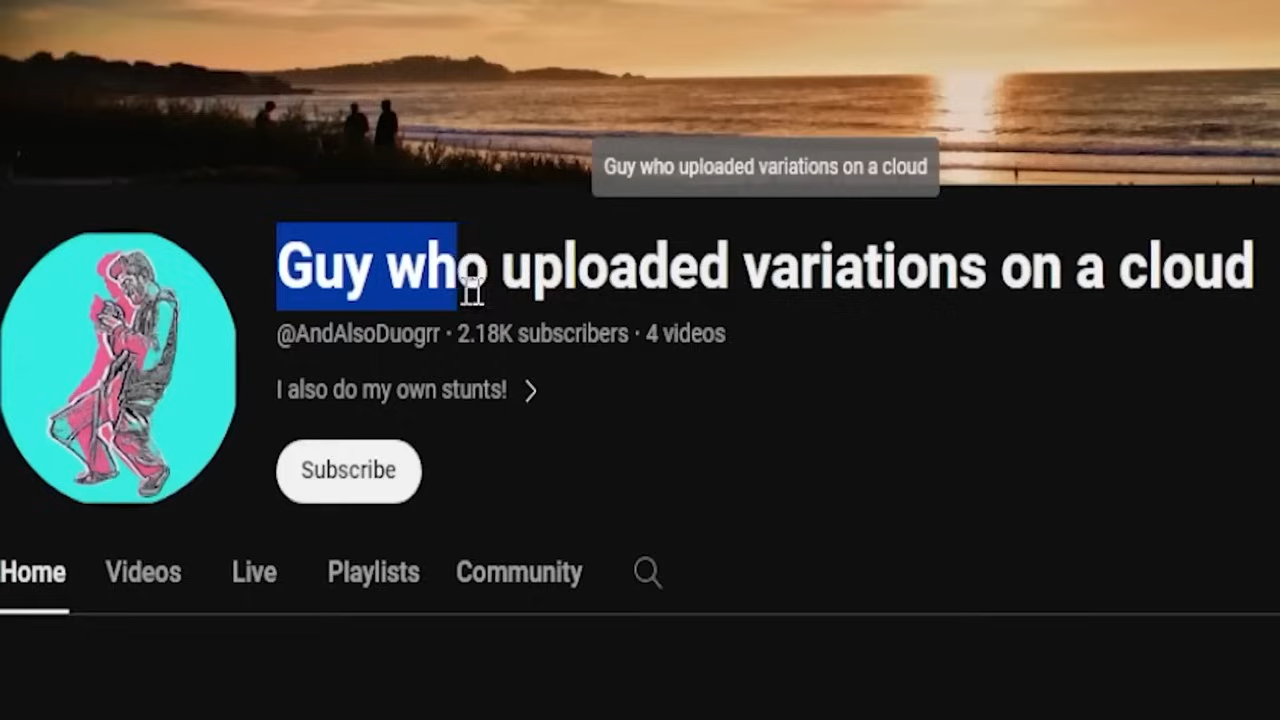 Guy who uploaded variations on a cloud
Guy who uploaded variations on a cloud
@AndAlsoDuogrr · 2.18K subscribers · 4 videos
I also do my own stunts!
Subscribe
Home Videos Live Playlists Community